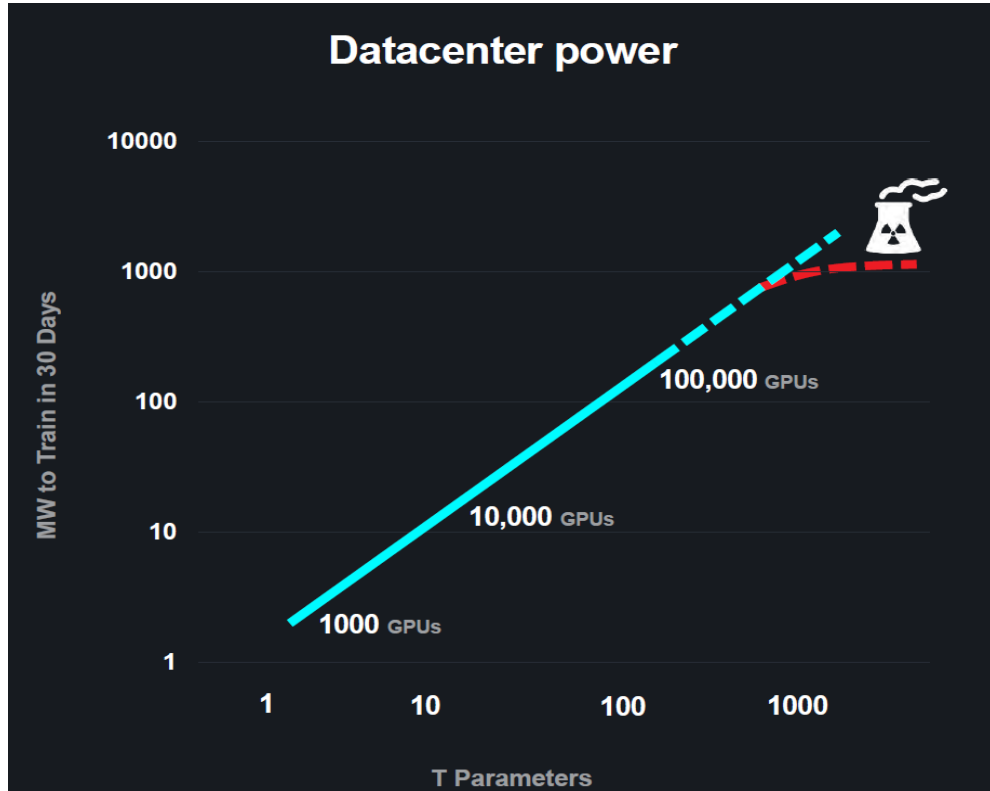 Datacenter power
10000
1000
100
10
1
MW to Train in 30 Days
100,000 GPUs
10,000 GPUs
1000 GPUs
1 10 100 1000
T Parameters